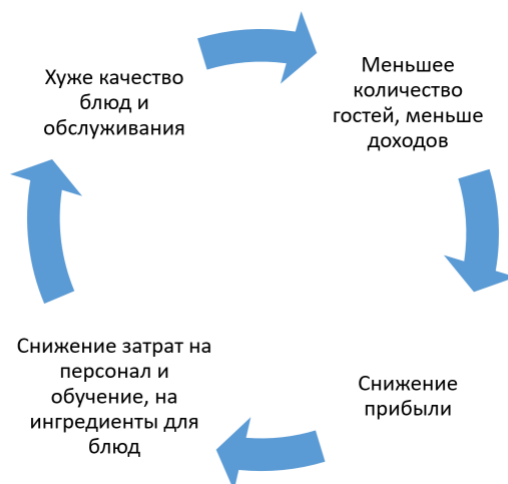 Хуже качество
блюд и
обслуживания
Меньшее
количество
гостей, меньше
доходов
Снижение
прибыли
Снижение затрат на
персонал и
обучение, на
ингредиенты для
блюд